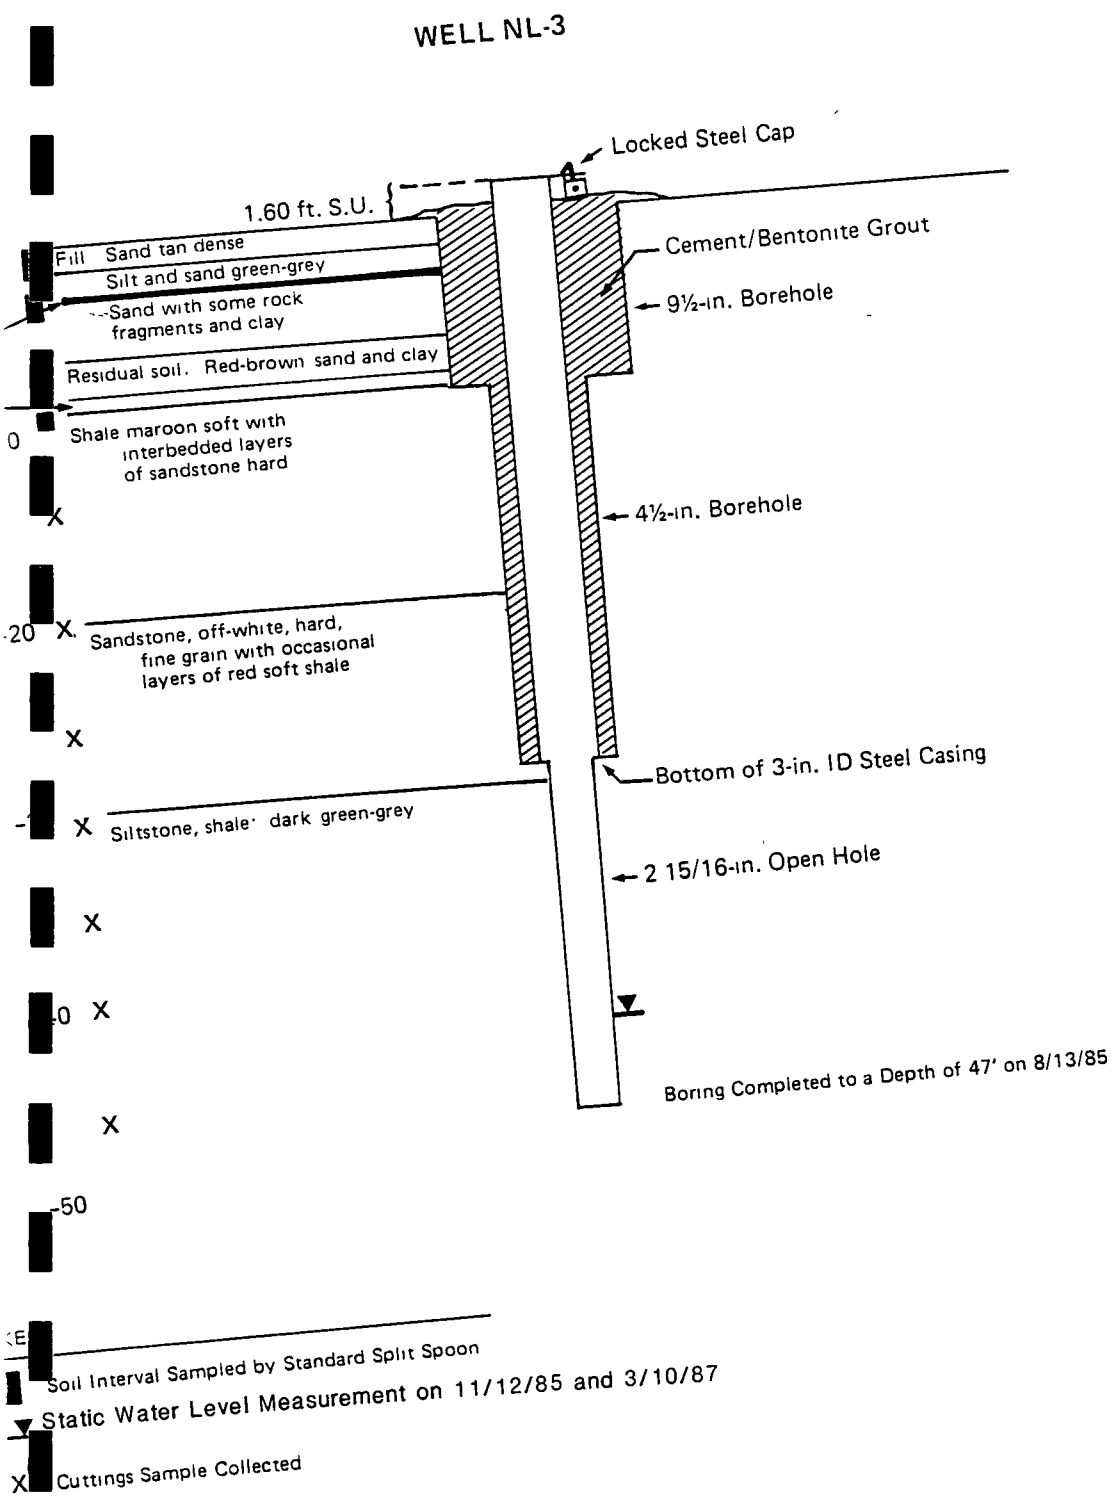 WELL NL-3
Locked Steel Cap
1.60 ft. S.U.
Fill Sand tan dense
Cement/Bentonite Grout
Silt and sand green-grey
9½-in. Borehole
Sand with some rock
fragments and clay
Residual soil. Red-brown sand and clay
0
Shale maroon soft with
interbedded layers
of sandstone hard
X
4½-in. Borehole
-20
X
Sandstone, off-white, hard,
fine grain with occasional
layers of red soft shale
X
Bottom of 3-in. ID Steel Casing
X
Siltstone, shale dark green-grey
2 15/16-in. Open Hole
X
0
X
Boring Completed to a Depth of 47' on 8/13/85
X
-50
Soil Interval Sampled by Standard Split Spoon
Static Water Level Measurement on 11/12/85 and 3/10/87
X Cuttings Sample Collected